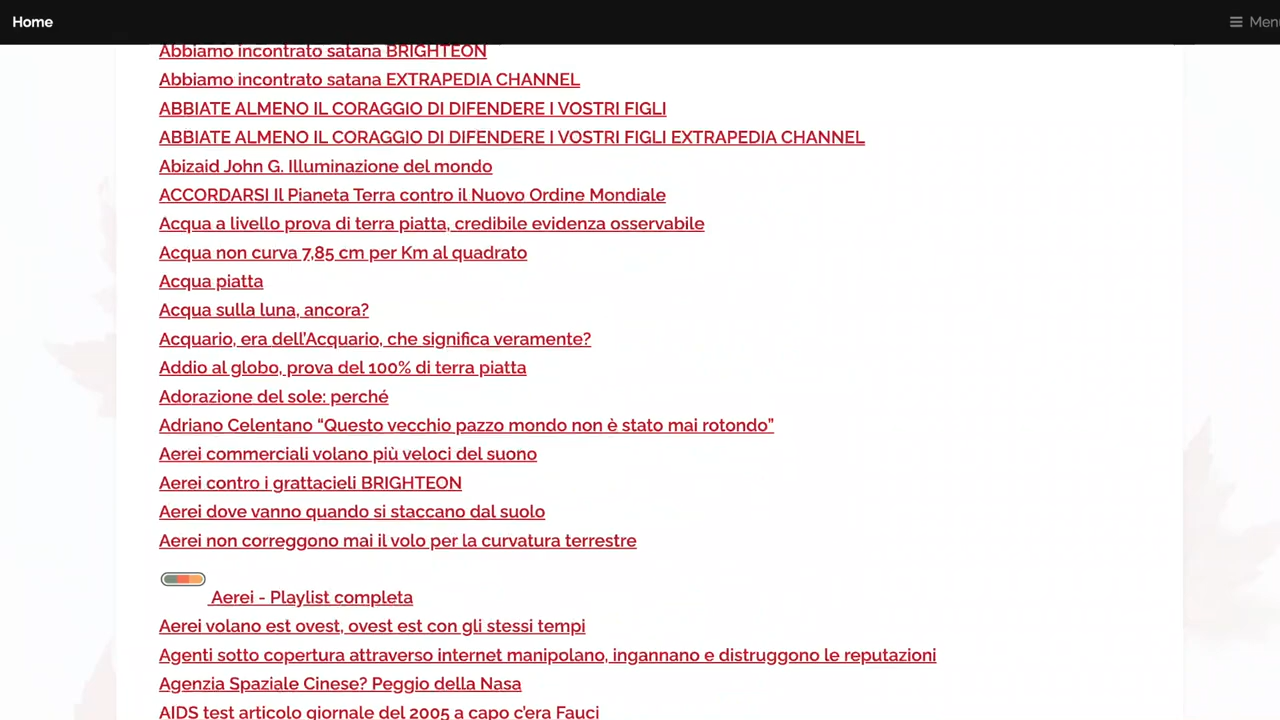 Home
Menu
Abbiamo incontrato satana BRIGHTEON
Abbiamo incontrato satana EXTRAPEDIA CHANNEL
ABBIATE ALMENO IL CORAGGIO DI DIFENDERE I VOSTRI FIGLI
ABBIATE ALMENO IL CORAGGIO DI DIFENDERE I VOSTRI FIGLI EXTRAPEDIA CHANNEL
Abizaid John G. Illuminazione del mondo
ACCORDARSI Il Pianeta Terra contro il Nuovo Ordine Mondiale
Acqua a livello prova di terra piatta, credibile evidenza osservabile
Acqua non curva 7,85 cm per Km al quadrato
Acqua piatta
Acqua sulla luna, ancora?
Acquario, era dell’Acquario, che significa veramente?
Addio al globo, prova del 100% di terra piatta
Adorazione del sole: perché
Adriano Celentano “Questo vecchio pazzo mondo non è stato mai rotondo”
Aerei commerciali volano più veloci del suono
Aerei contro i grattacieli BRIGHTEON
Aerei dove vanno quando si staccano dal suolo
Aerei non correggono mai il volo per la curvatura terrestre
Aerei - Playlist completa
Aerei volano est ovest, ovest est con gli stessi tempi
Agenti sotto copertura attraverso internet manipolano, ingannano e distruggono le reputazioni
Agenzia Spaziale Cinese? Peggio della Nasa
AIDS test articolo giornale del 2005 a capo c’era Fauci